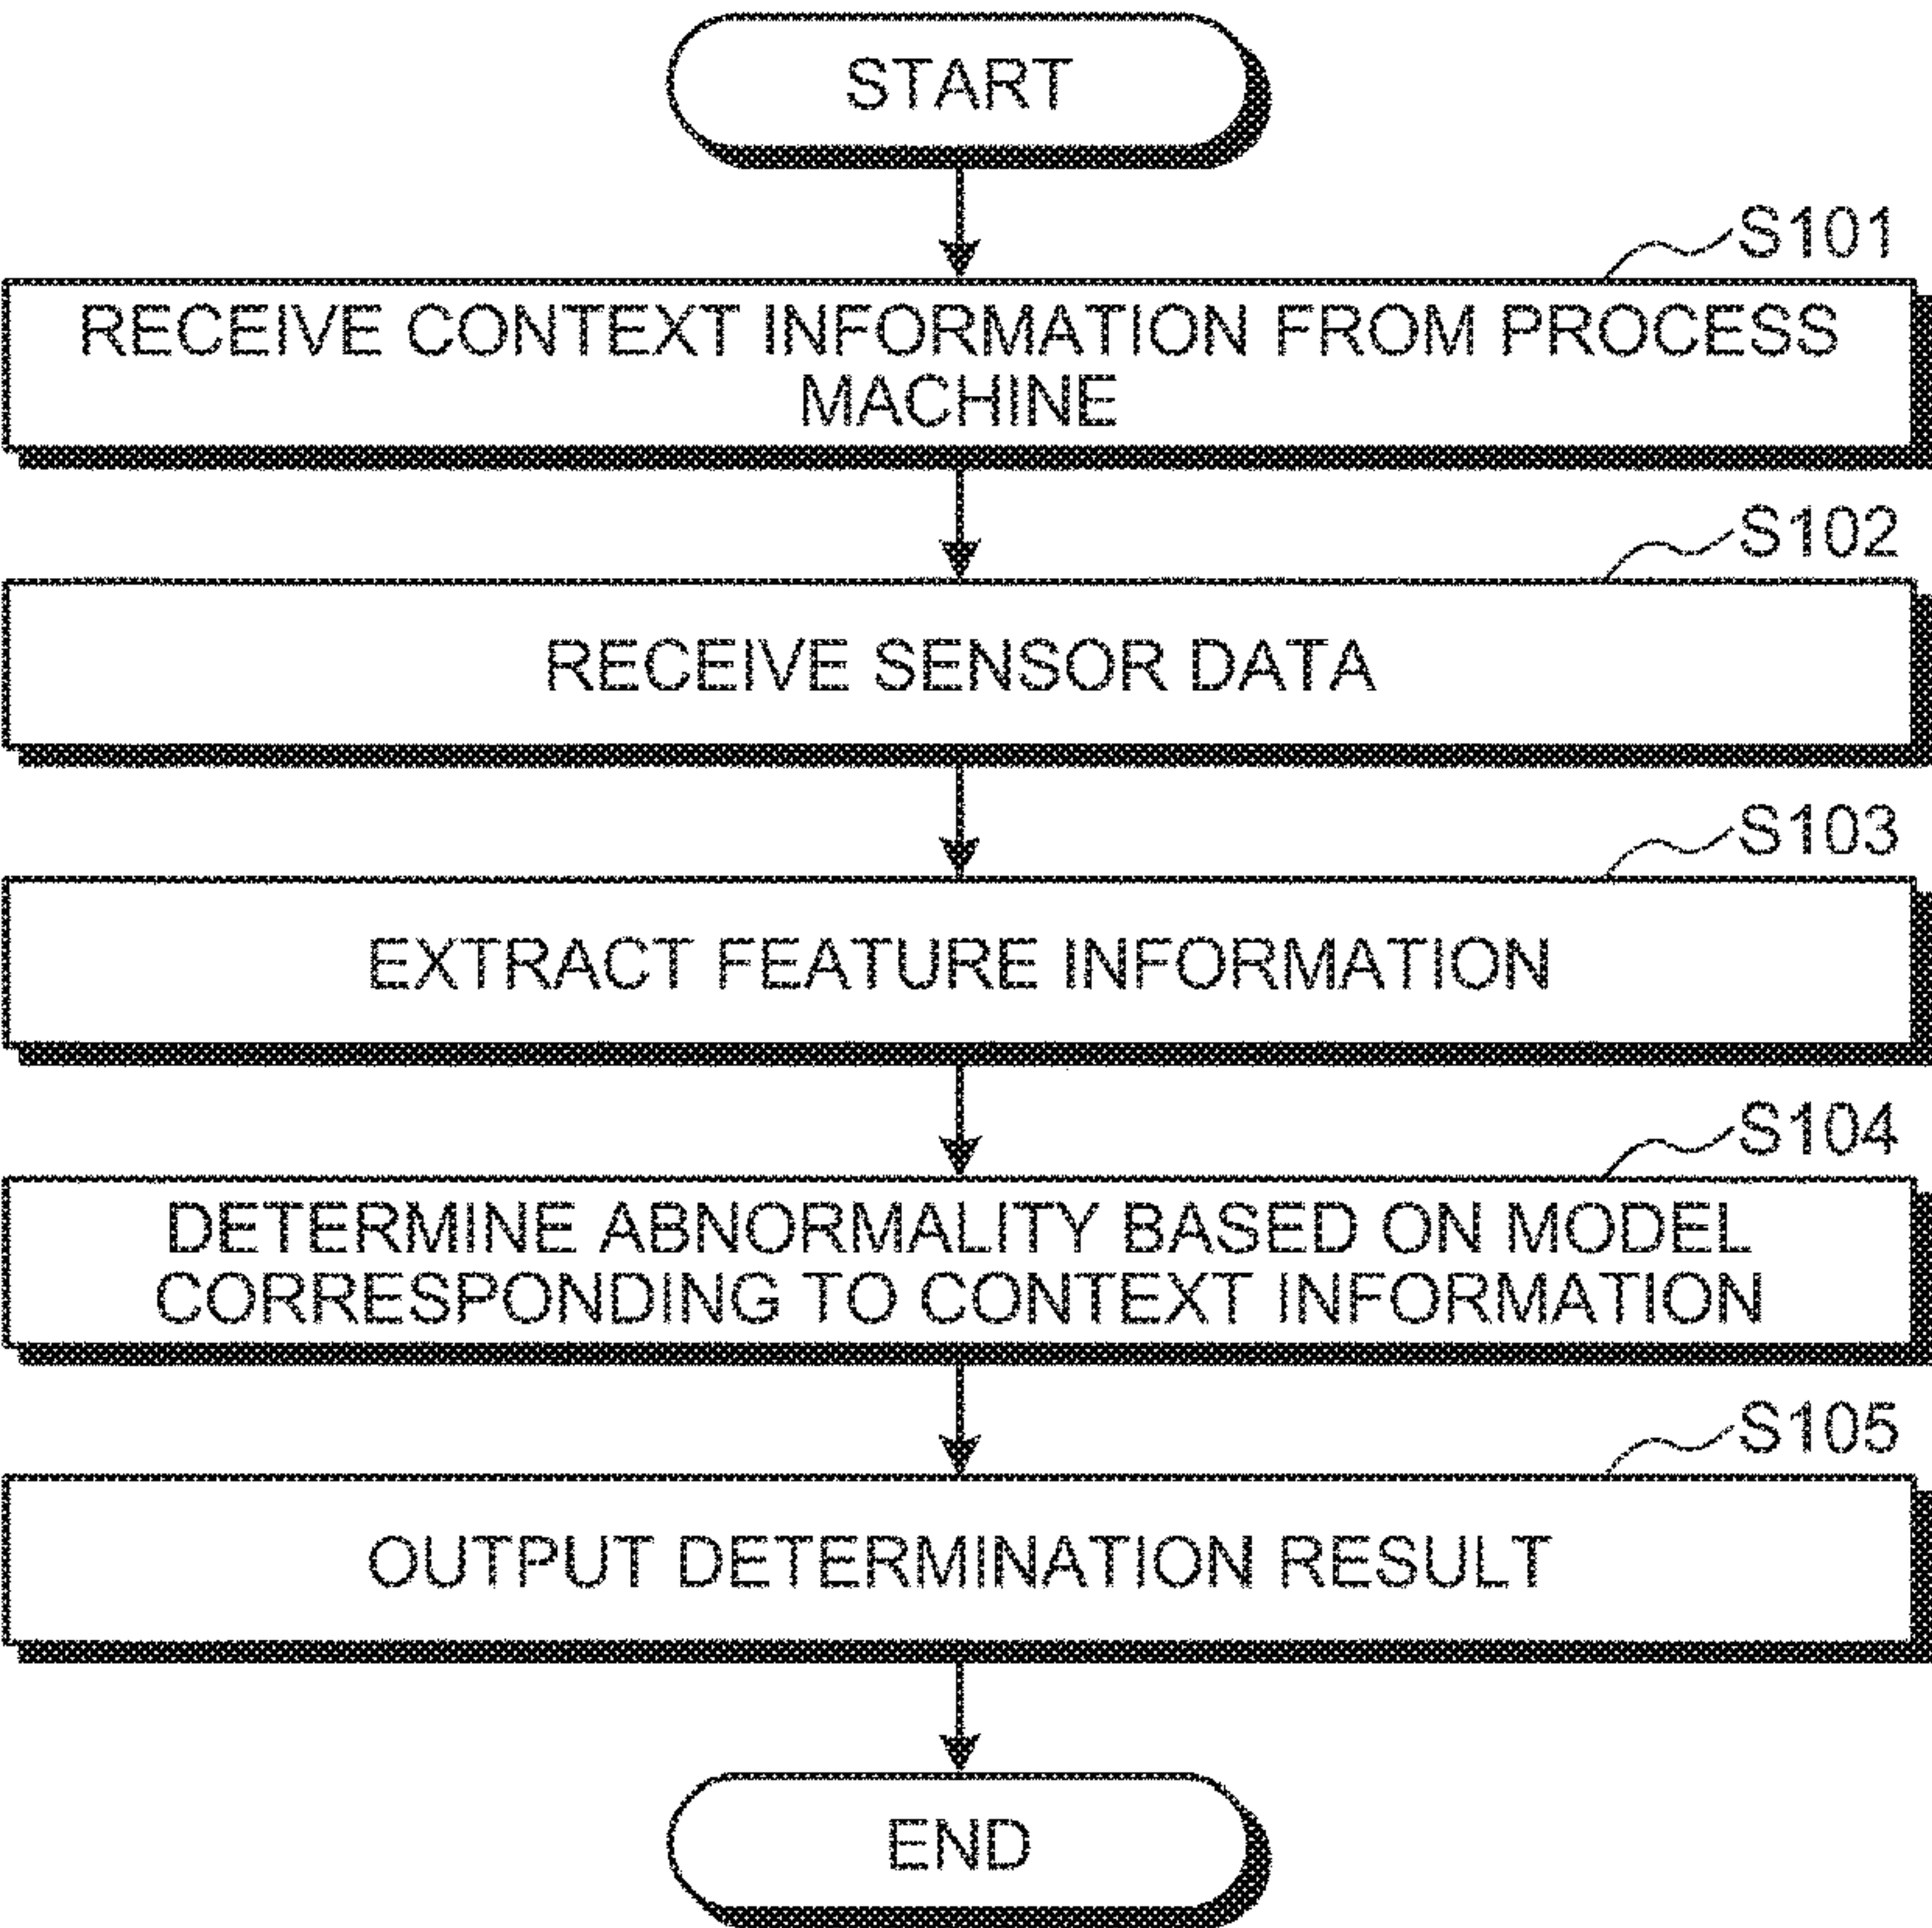 START
S101
RECEIVE CONTEXT INFORMATION FROM PROCESS
MACHINE
S102
RECEIVE SENSOR DATA
S103
EXTRACT FEATURE INFORMATION
S104
DETERMINE ABNORMALITY BASED ON MODEL
CORRESPONDING TO CONTEXT INFORMATION
S105
OUTPUT DETERMINATION RESULT
END